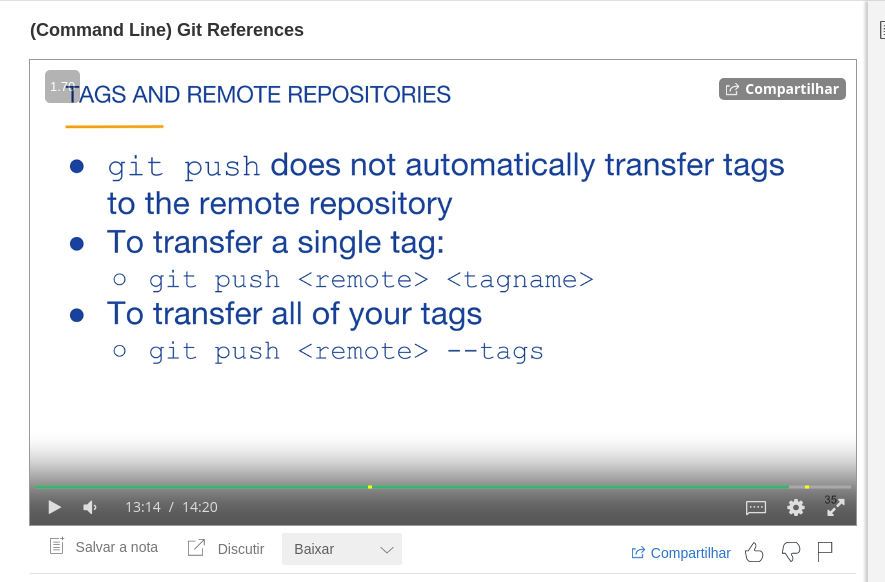 (Command Line) Git References
TAGS AND REMOTE REPOSITORIES
Compartilhar
● git push does not automatically transfer tags
to the remote repository
● To transfer a single tag:
○ git push <remote> <tagname>
● To transfer all of your tags
○ git push <remote> --tags
13:14 / 14:20
35
Salvar a nota
Discutir
Baixar
Compartilhar